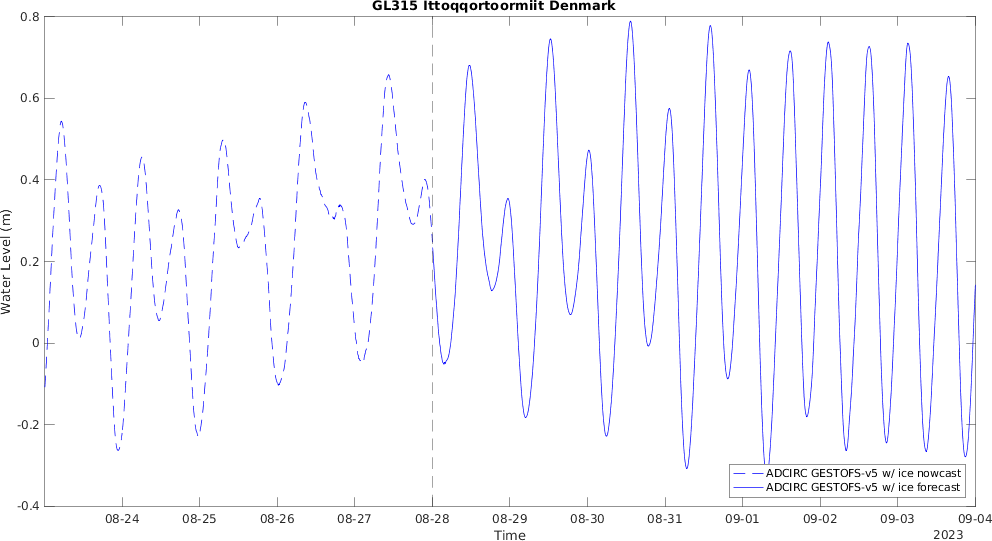 GL315 Ittoqqortoormiit Denmark
0.8
0.6
0.4
0.2
0
-0.2
-0.4
Water Level (m)
ADCIRC GESTOFS-v5 w/ ice nowcast
ADCIRC GESTOFS-v5 w/ ice forecast
08-24 08-25 08-26 08-27 08-28 08-29 08-30 08-31 09-01 09-02 09-03 09-04
Time
2023